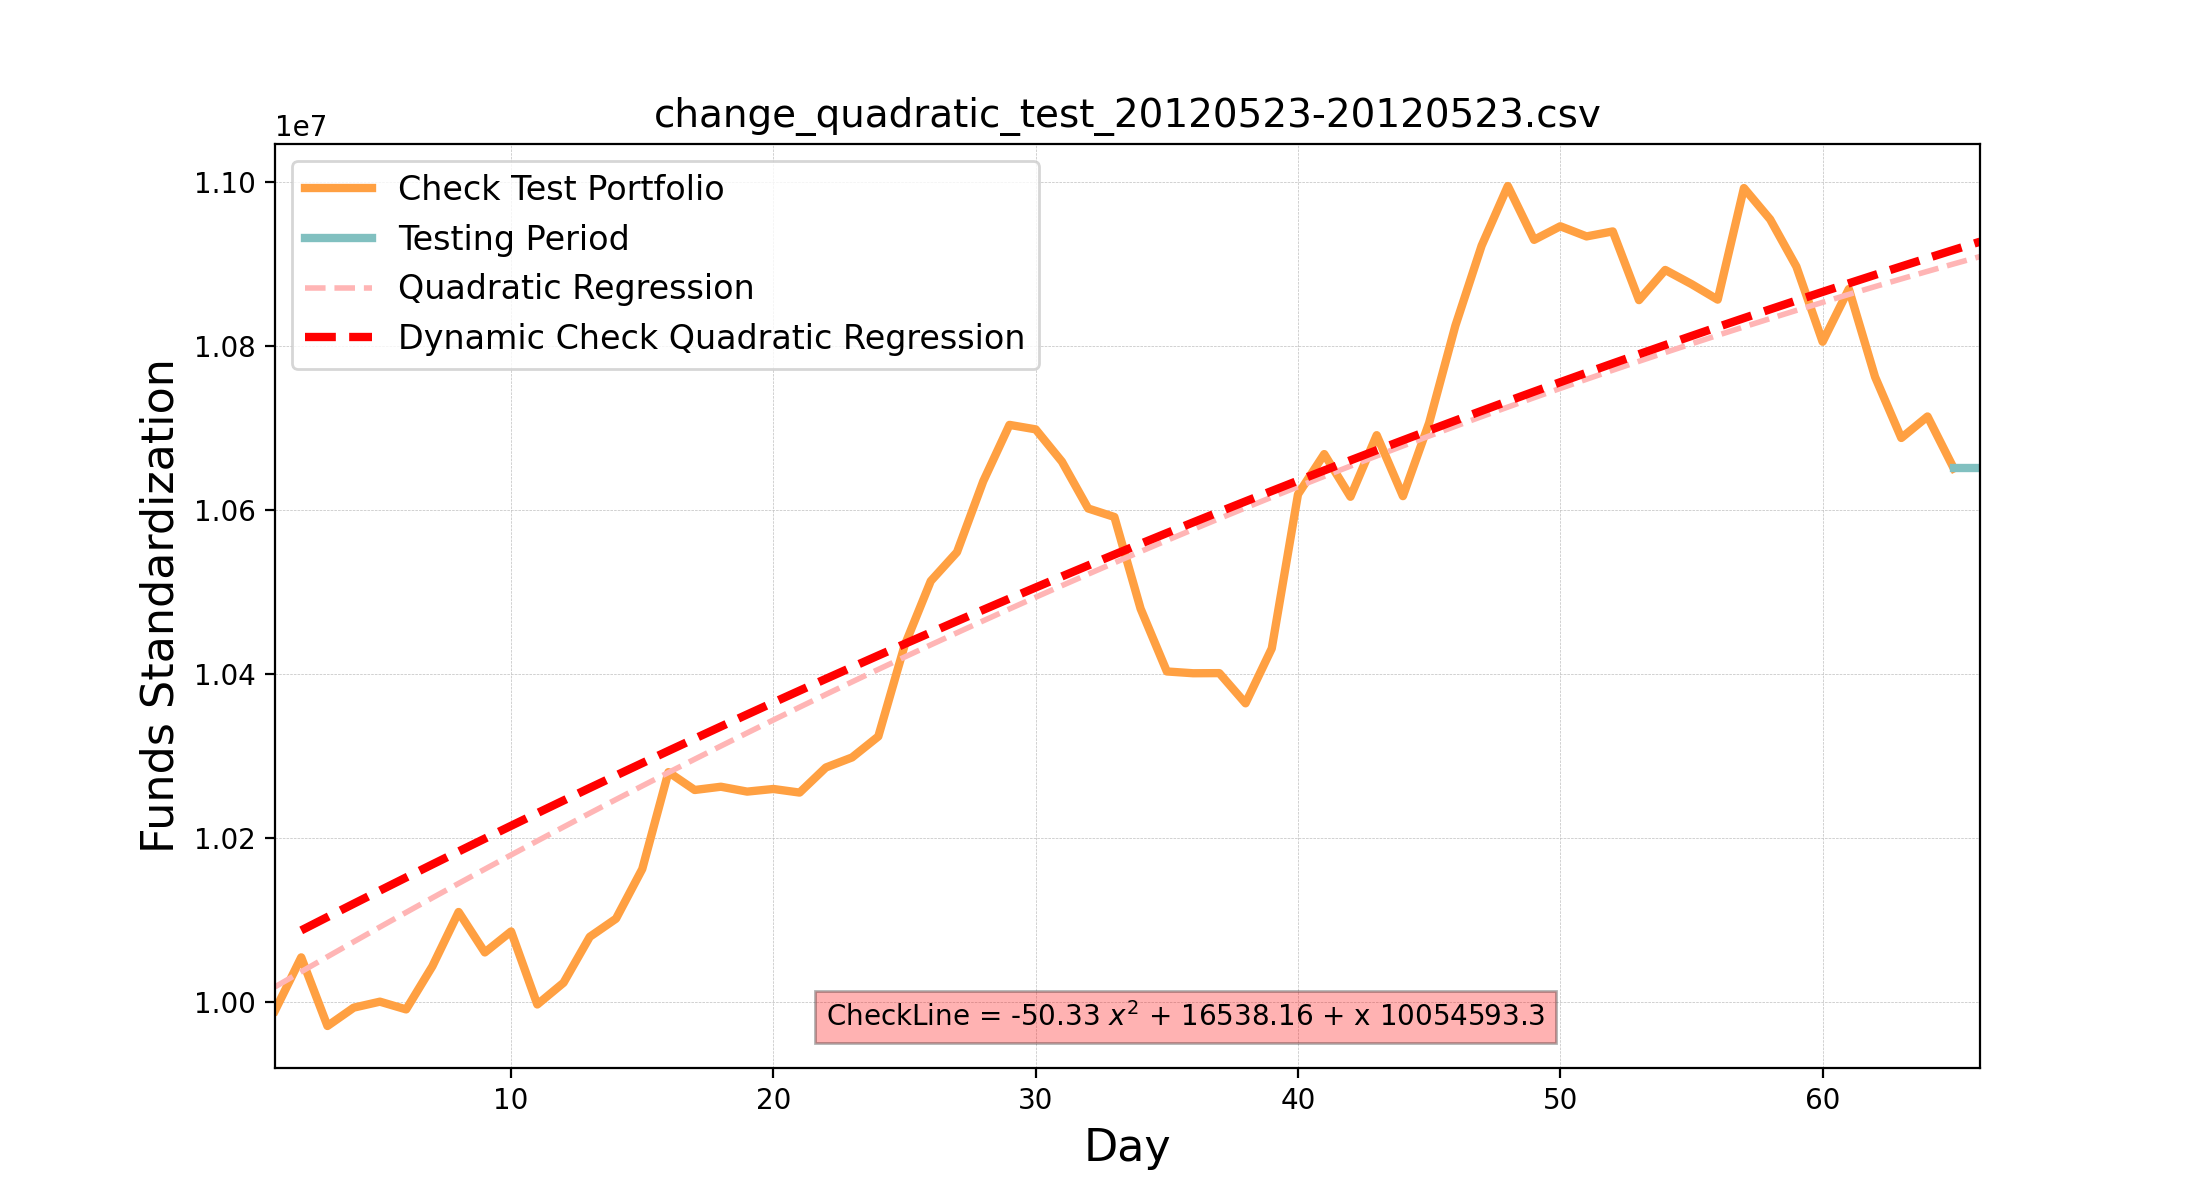 change_quadratic_test_20120523-20120523.csv
1e7
Check Test Portfolio
Testing Period
Quadratic Regression
Dynamic Check Quadratic Regression
1.10
1.08
1.06
1.04
1.02
1.00
Funds Standardization
CheckLine = -50.33 x² + 16538.16 + x 10054593.3
10 20 30 40 50 60
Day